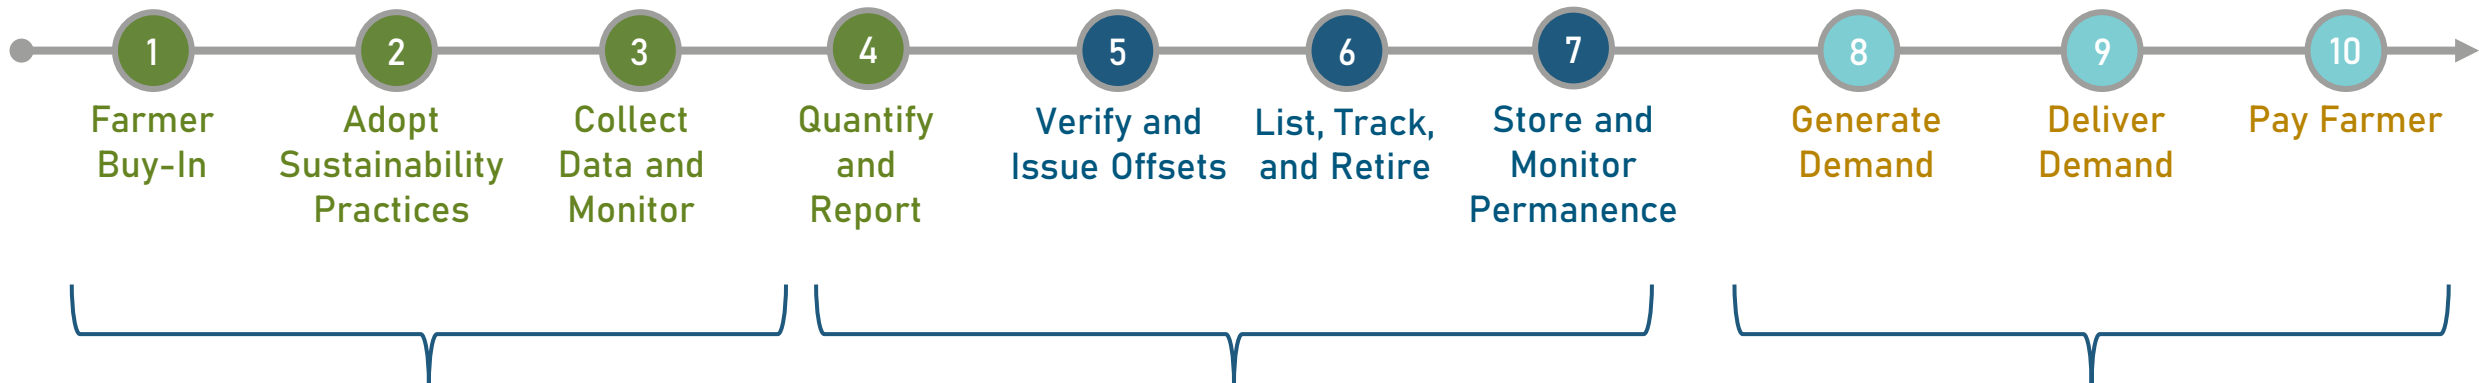 1
Farmer
Buy-In
2
Adopt
Sustainability
Practices
3
Collect
Data and
Monitor
4
Quantify
and
Report
5
Verify and
Issue Offsets
6
List, Track,
and Retire
7
Store and
Monitor
Permanence
8
Generate
Demand
9
Deliver
Demand
10
Pay Farmer